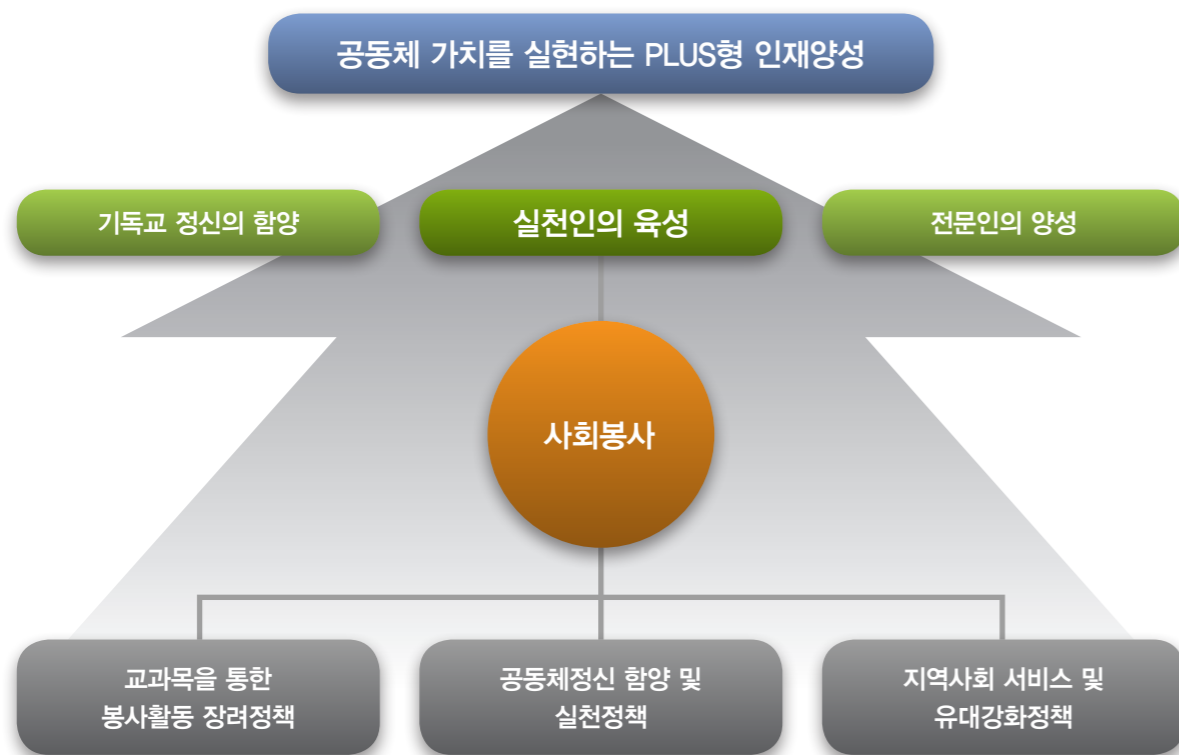 공동체 가치를 실현하는 PLUS형 인재양성
기독교 정신의 함양
실천인의 육성
전문인의 양성
사회봉사
교과목을 통한
봉사활동 장려정책
공동체정신 함양 및
실천정책
지역사회 서비스 및
유대강화정책